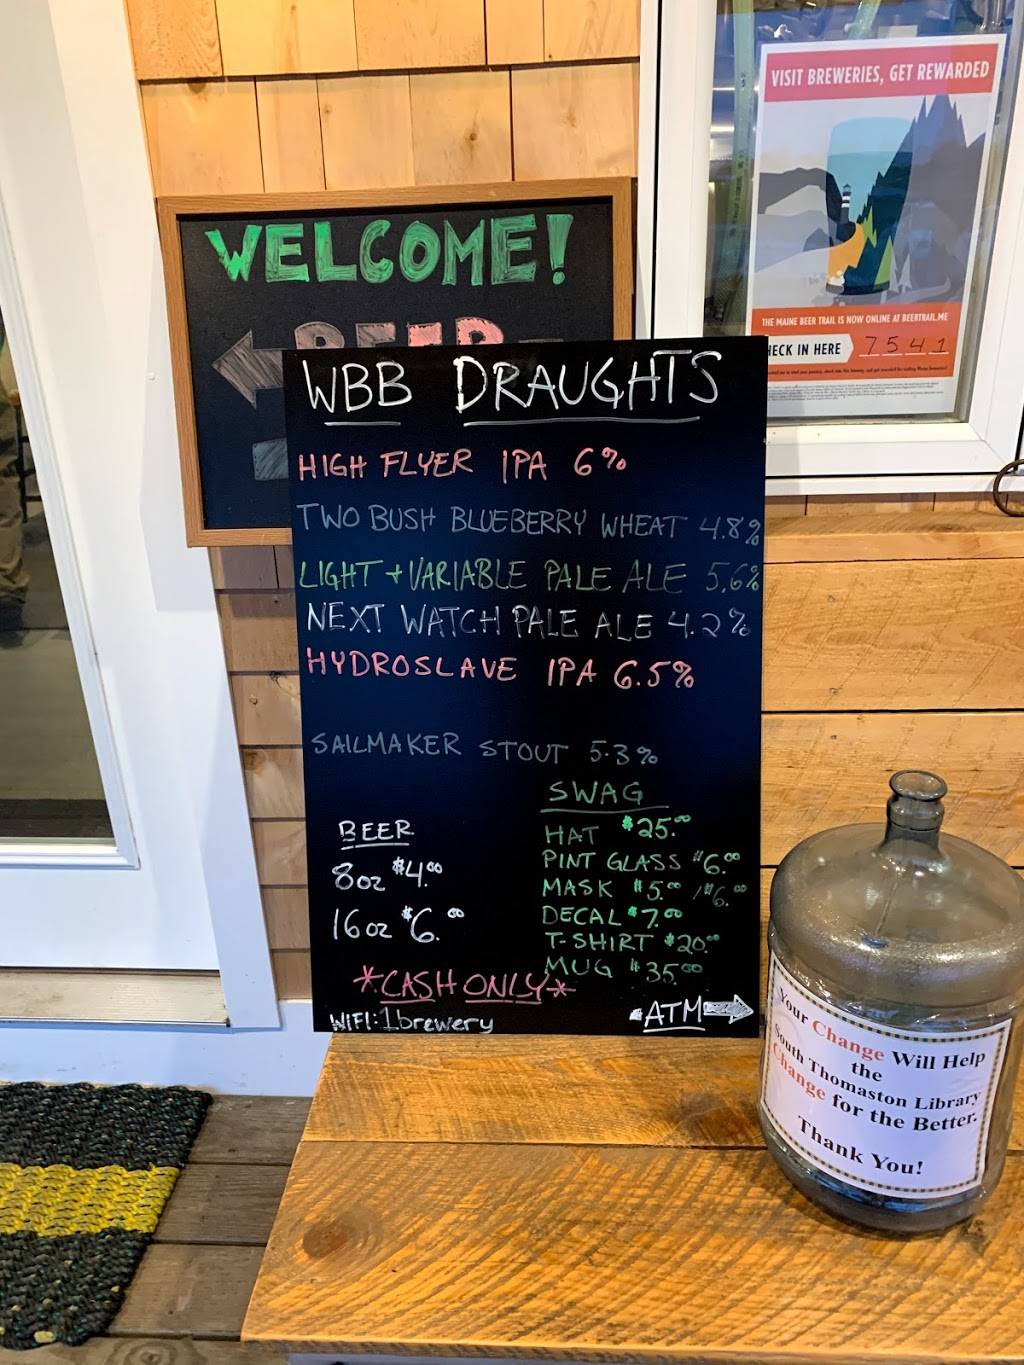 VISIT BREWERIES, GET REWARDED
THE MAINE BEER TRAIL IS NOW ONLINE AT BEERTRAIL.ME
HECK IN HERE 7541
WELCOME!
BEER
WBB DRAUGHTS
HIGH FLYER IPA 6%
TWO BUSH BLUEBERRY WHEAT 4.8%
LIGHT + VARIABLE PALE ALE 5.6%
NEXT WATCH PALE ALE 4.2%
HYDROSLAVE IPA 6.5%
SAILMAKER STOUT 5.3%
BEER
8oz $4.00
16oz $6.00
SWAG
HAT $25.00
PINT GLASS $6.00
MASK $5.00 / $6.00
DECAL $7.00
T-SHIRT $20.00
MUG $35.00
*CASH ONLY*
WIFI: 1brewery
ATM
Your Change Will Help
the
South Thomaston Library
Change for the Better.
Thank You!